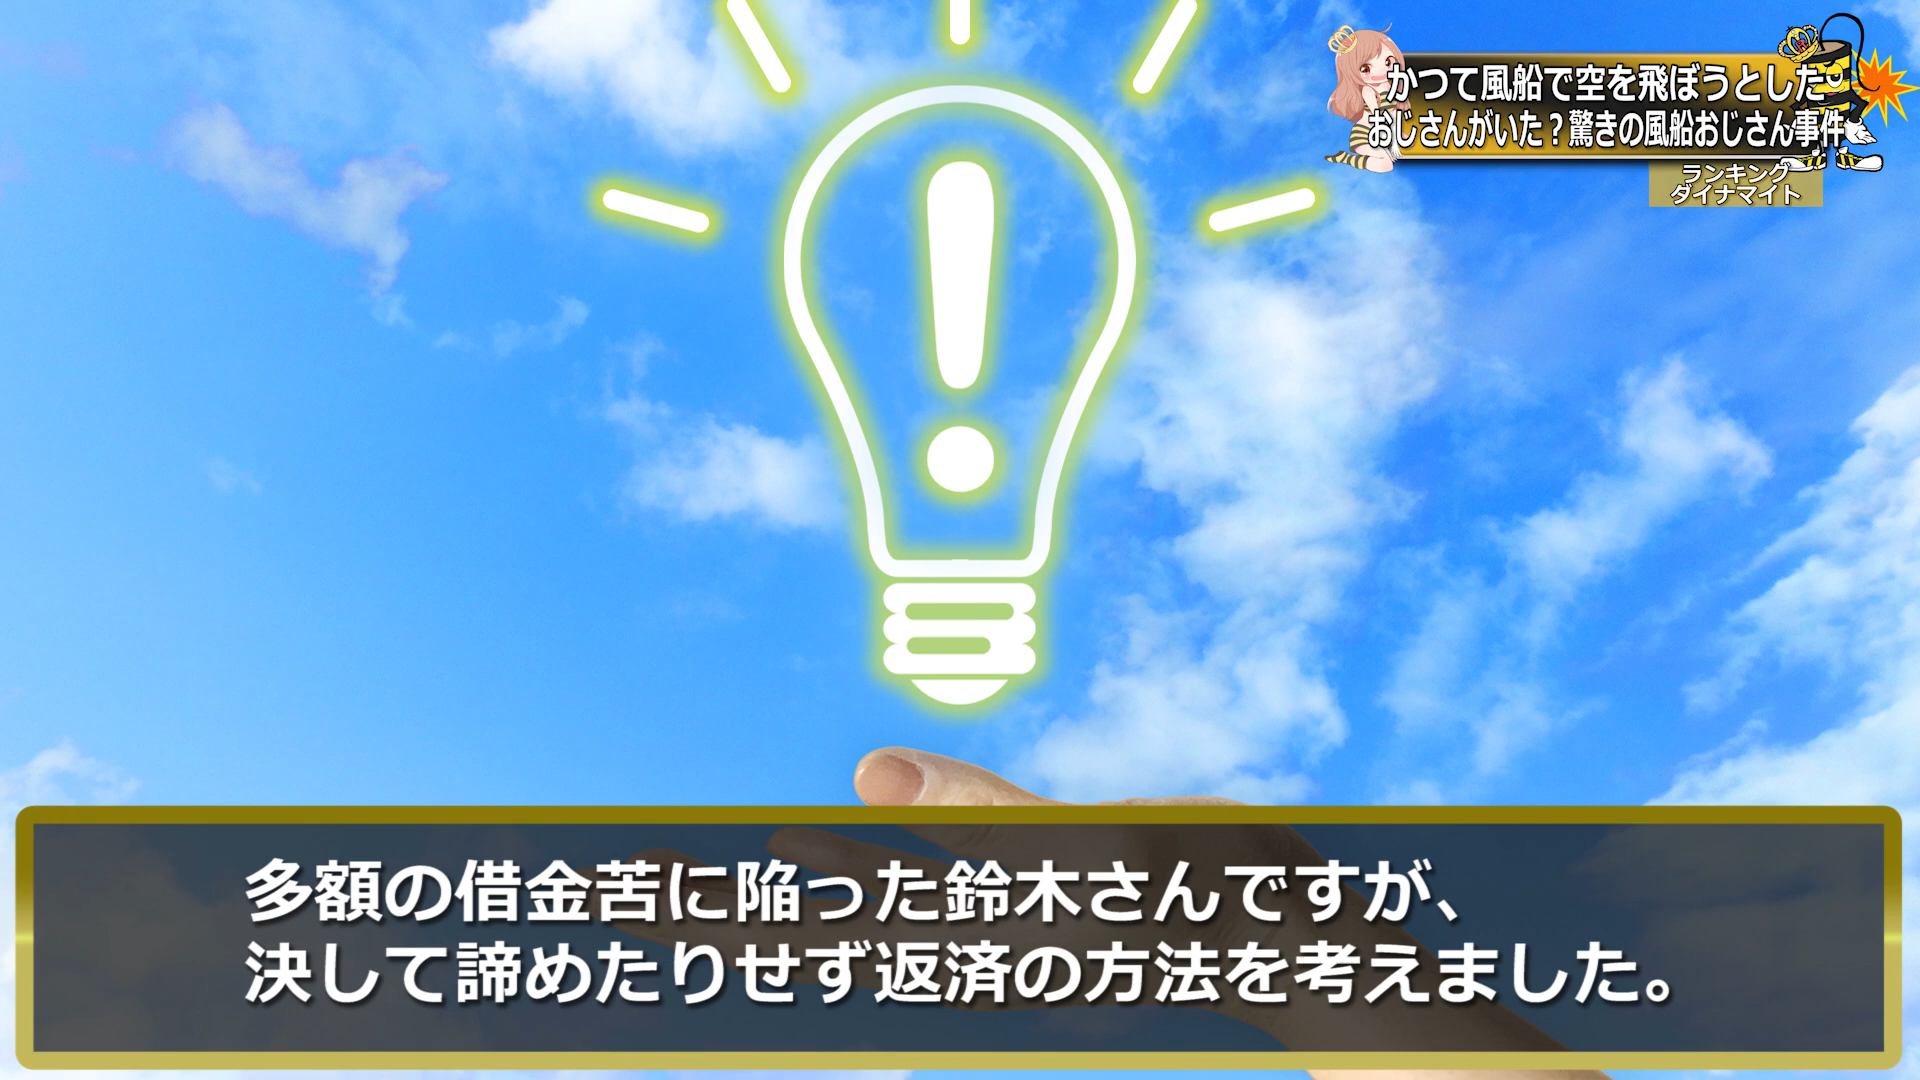 かつて風船で空を飛ぼうとした
おじさんがいた？驚きの風船おじさん事件
ランキング
ダイナマイト
多額の借金苦に陥った鈴木さんですが、
決して諦めたりせず返済の方法を考えました。